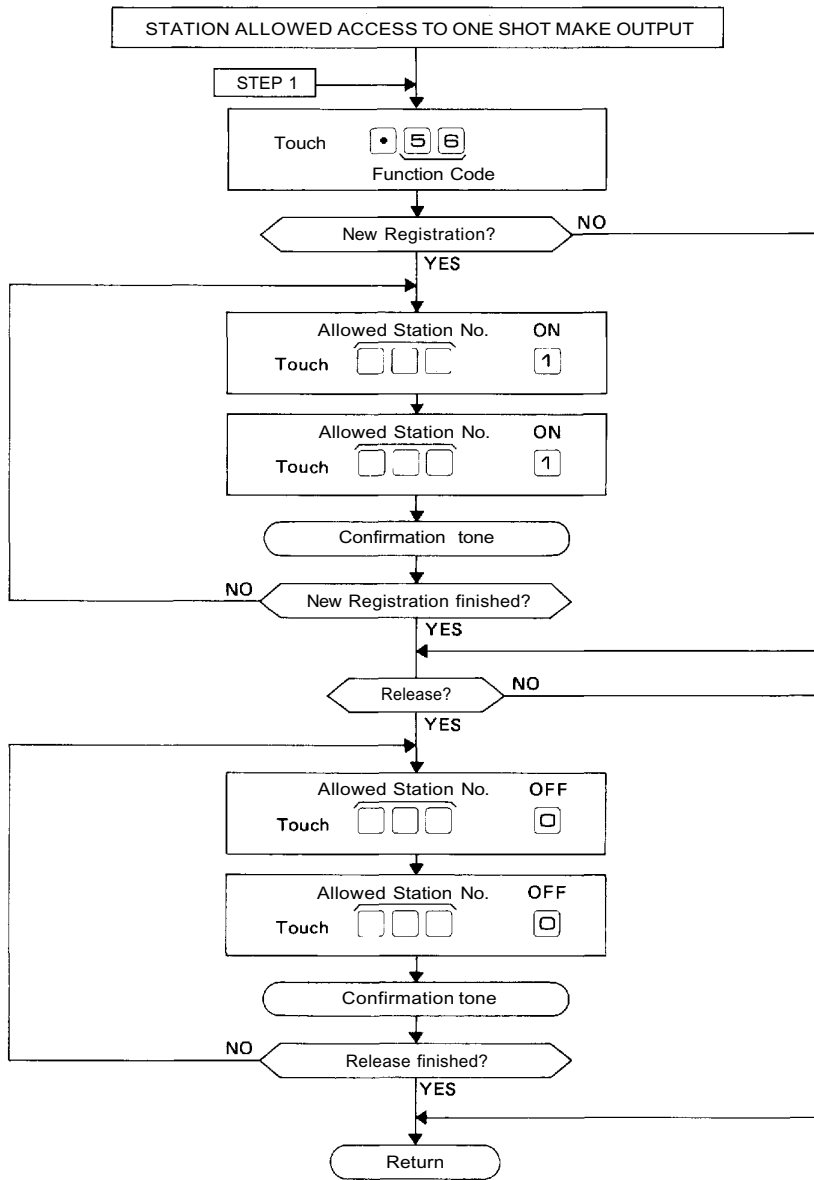 STATION ALLOWED ACCESS TO ONE SHOT MAKE OUTPUT
STEP 1
Touch • 5 6
Function Code
New Registration?
NO
YES
Allowed Station No. ON
Touch 1
Allowed Station No. ON
Touch 1
Confirmation tone
NO
New Registration finished?
YES
Release?
NO
YES
Allowed Station No. OFF
Touch 0
Allowed Station No. OFF
Touch 0
Confirmation tone
NO
Release finished?
YES
Return